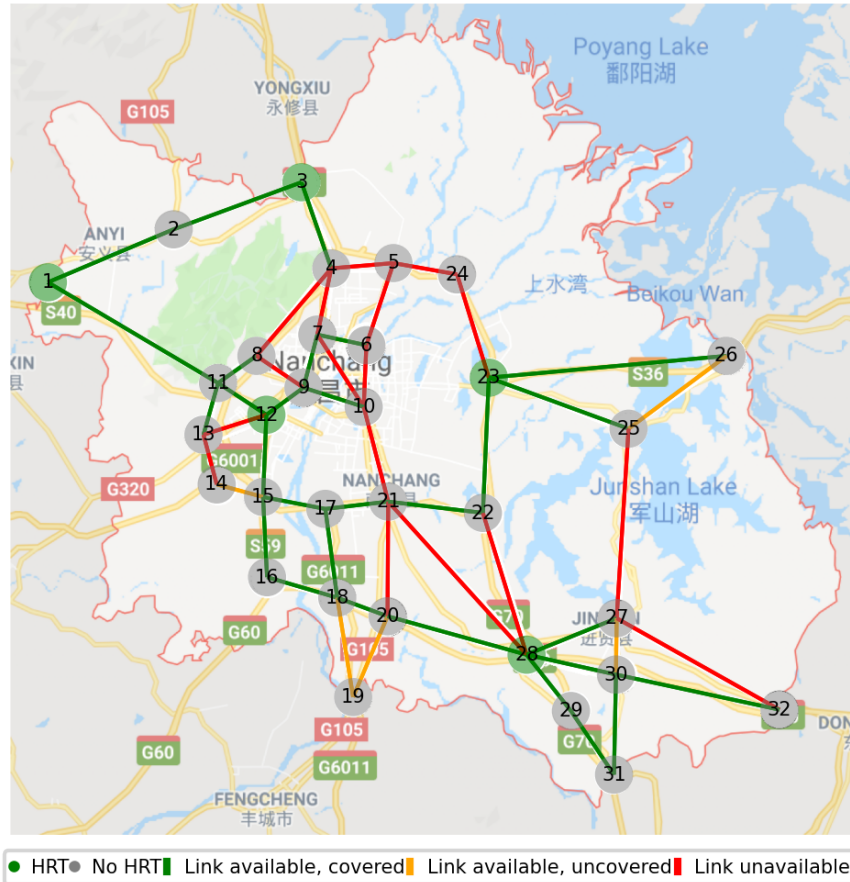 Poyang Lake
鄱阳湖
YONGXIU
永修县
G105
3
2
ANYI
安义县
1
S40
4
5
24
上水湾
Beikou Wan
7
6
8
Nanchang
26
S36
23
11
9
10
12
25
13
G6001
14
G320
NANCHANG
15
17
21
22
Junshan Lake
军山湖
S59
16
G6011
18
20
27
G60
G105
28
进贤县
30
19
29
32
G105
G70
G60
G6011
31
FENGCHENG
丰城市
HRT No HRT Link available, covered Link available, uncovered Link unavailable